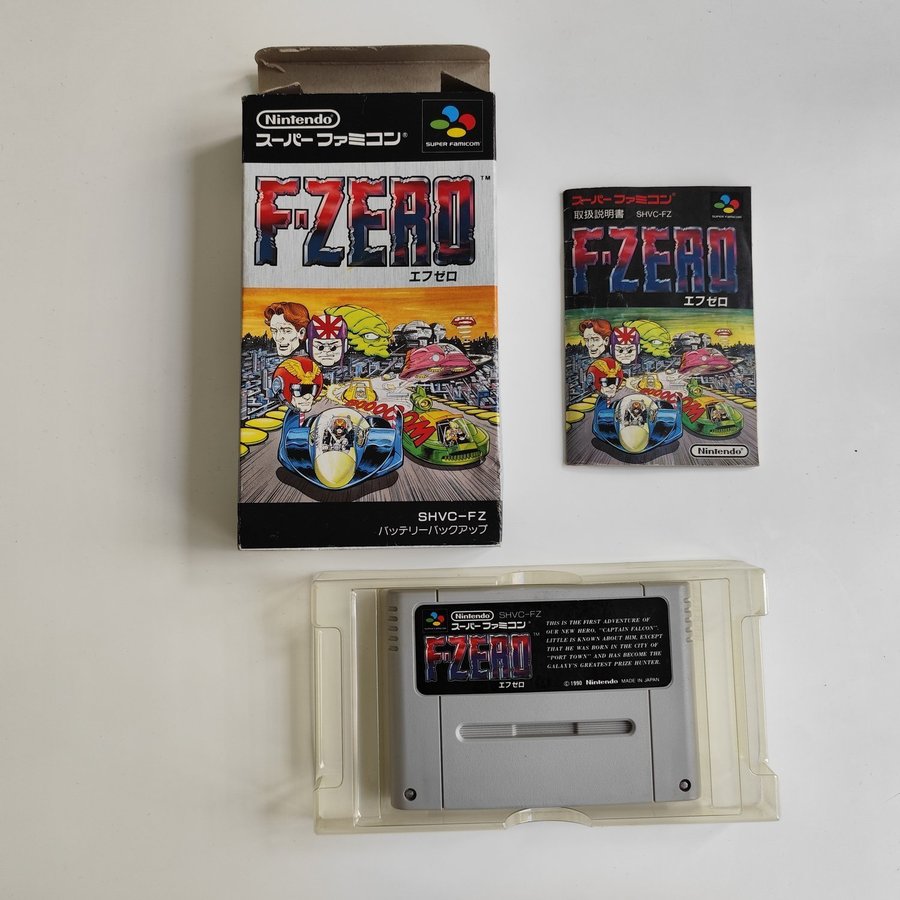 Nintendo
スーパーファミコン®
SUPER FAMICOM
F-ZERO™
エフゼロ
BOOOOOM
SHVC-FZ
バッテリーバックアップ
スーパーファミコン®
取扱説明書 SHVC-FZ
SUPER FAMICOM
F-ZERO
エフゼロ
Nintendo®
Nintendo SHVC-FZ
スーパーファミコン®
F-ZERO™
エフゼロ
THIS IS THE FIRST ADVENTURE OF
OUR NEW HERO, "CAPTAIN FALCON".
LITTLE IS KNOWN ABOUT HIM, EXCEPT
THAT HE WAS BORN IN THE CITY OF
"PORT TOWN" AND HAS BECOME THE
GALAXY'S GREATEST PRIZE HUNTER.
©1990 Nintendo MADE IN JAPAN